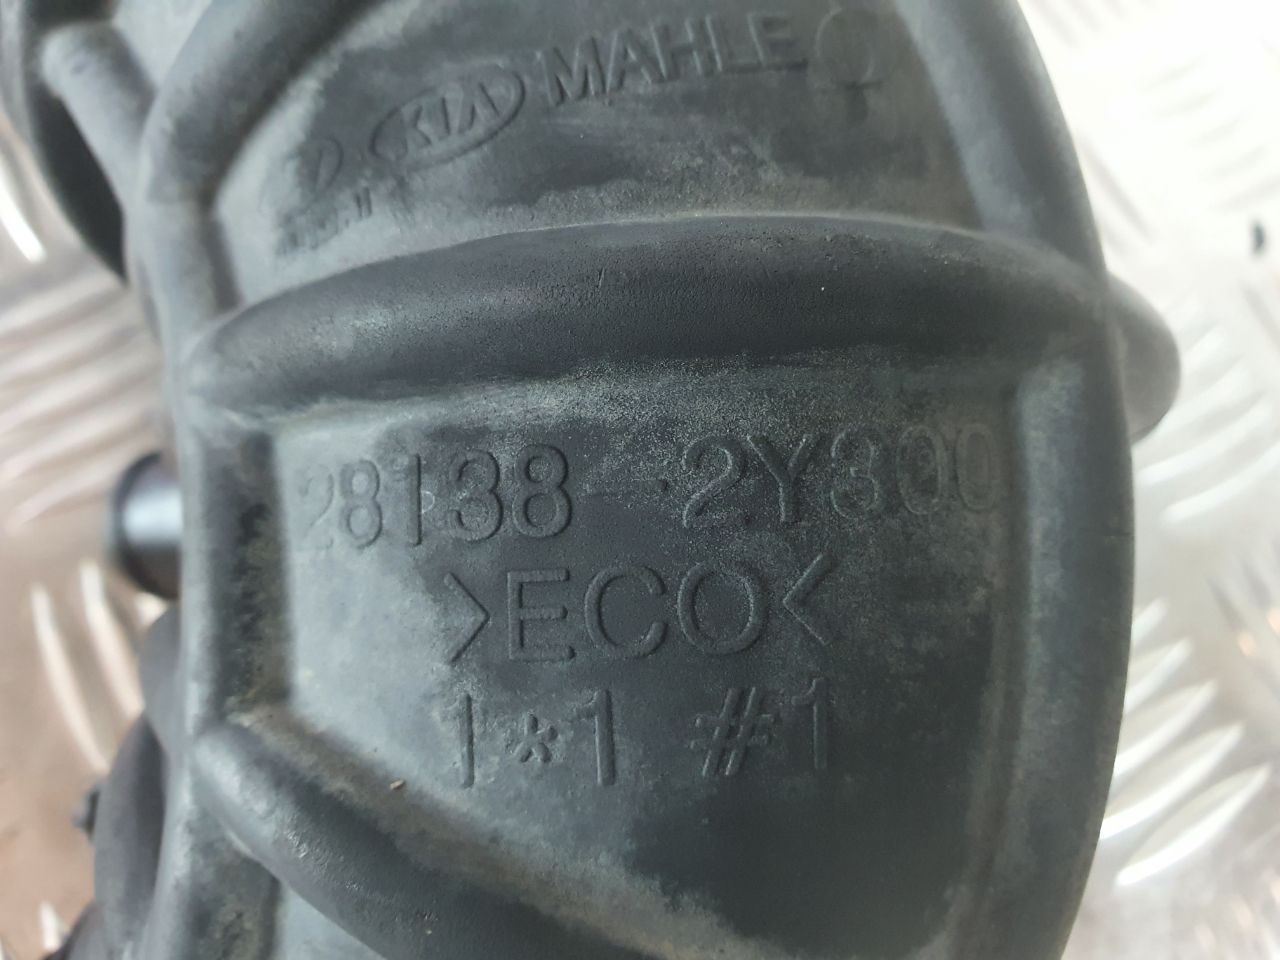 KIA MAHLE
28138-2Y300
>ECO<
1*1 #1